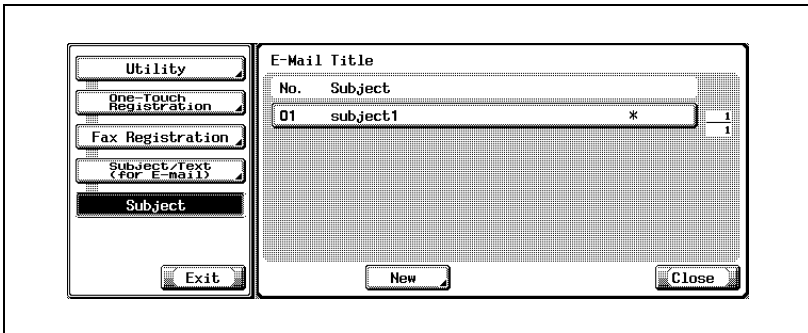 Utility
One-Touch
Registration
Fax Registration
Subject/Text
(for E-mail)
Subject
Exit
E-Mail Title
No. Subject
01 subject1 *
1
1
New
Close